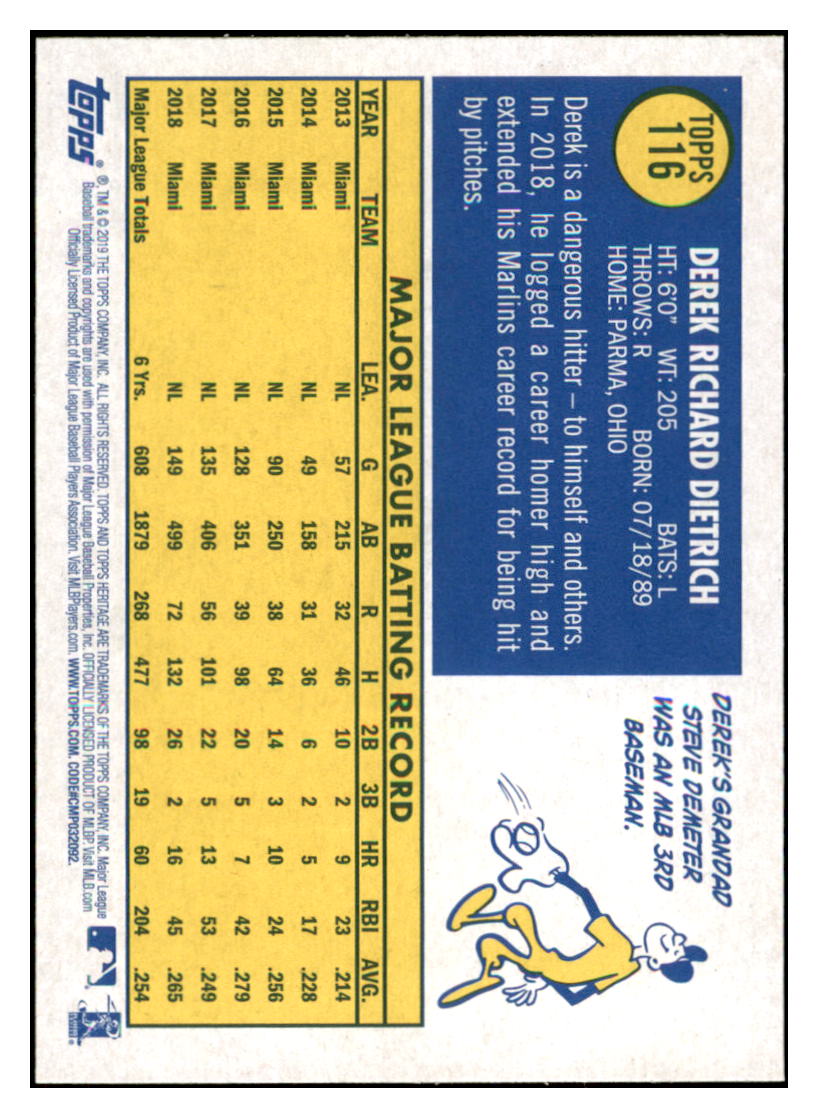 TOPPS
116
DEREK RICHARD DIETRICH
HT: 6'0" WT: 205 BATS: L
THROWS: R BORN: 07/18/89
HOME: PARMA, OHIO
Derek is a dangerous hitter – to himself and others.
In 2018, he logged a career homer high and
extended his Marlins career record for being hit
by pitches.
DEREK'S GRANDAD
STEVE DEMETER
WAS AN MLB 3RD
BASEMAN.
MAJOR LEAGUE BATTING RECORD
YEAR TEAM LEA. G AB R H 2B 3B HR RBI AVG.
2013 Miami NL 57 215 32 46 10 2 9 23 .214
2014 Miami NL 49 158 31 36 6 2 5 17 .228
2015 Miami NL 90 250 38 64 14 3 10 24 .256
2016 Miami NL 128 351 39 98 20 5 7 42 .279
2017 Miami NL 135 406 56 101 22 5 13 53 .249
2018 Miami NL 149 499 72 132 26 2 16 45 .265
Major League Totals 6 Yrs. 608 1879 268 477 98 19 60 204 .254
topps®
®, TM & © 2019 THE TOPPS COMPANY, INC. ALL RIGHTS RESERVED. TOPPS AND TOPPS HERITAGE ARE TRADEMARKS OF THE TOPPS COMPANY, INC. Major League
Baseball trademarks and copyrights are used with permission of Major League Baseball Properties, Inc. OFFICIALLY LICENSED PRODUCT OF MLBP. Visit MLB.com
Officially Licensed Product of Major League Baseball Players Association. Visit MLBPlayers.com. WWW.TOPPS.COM. CODE#CMP032092.